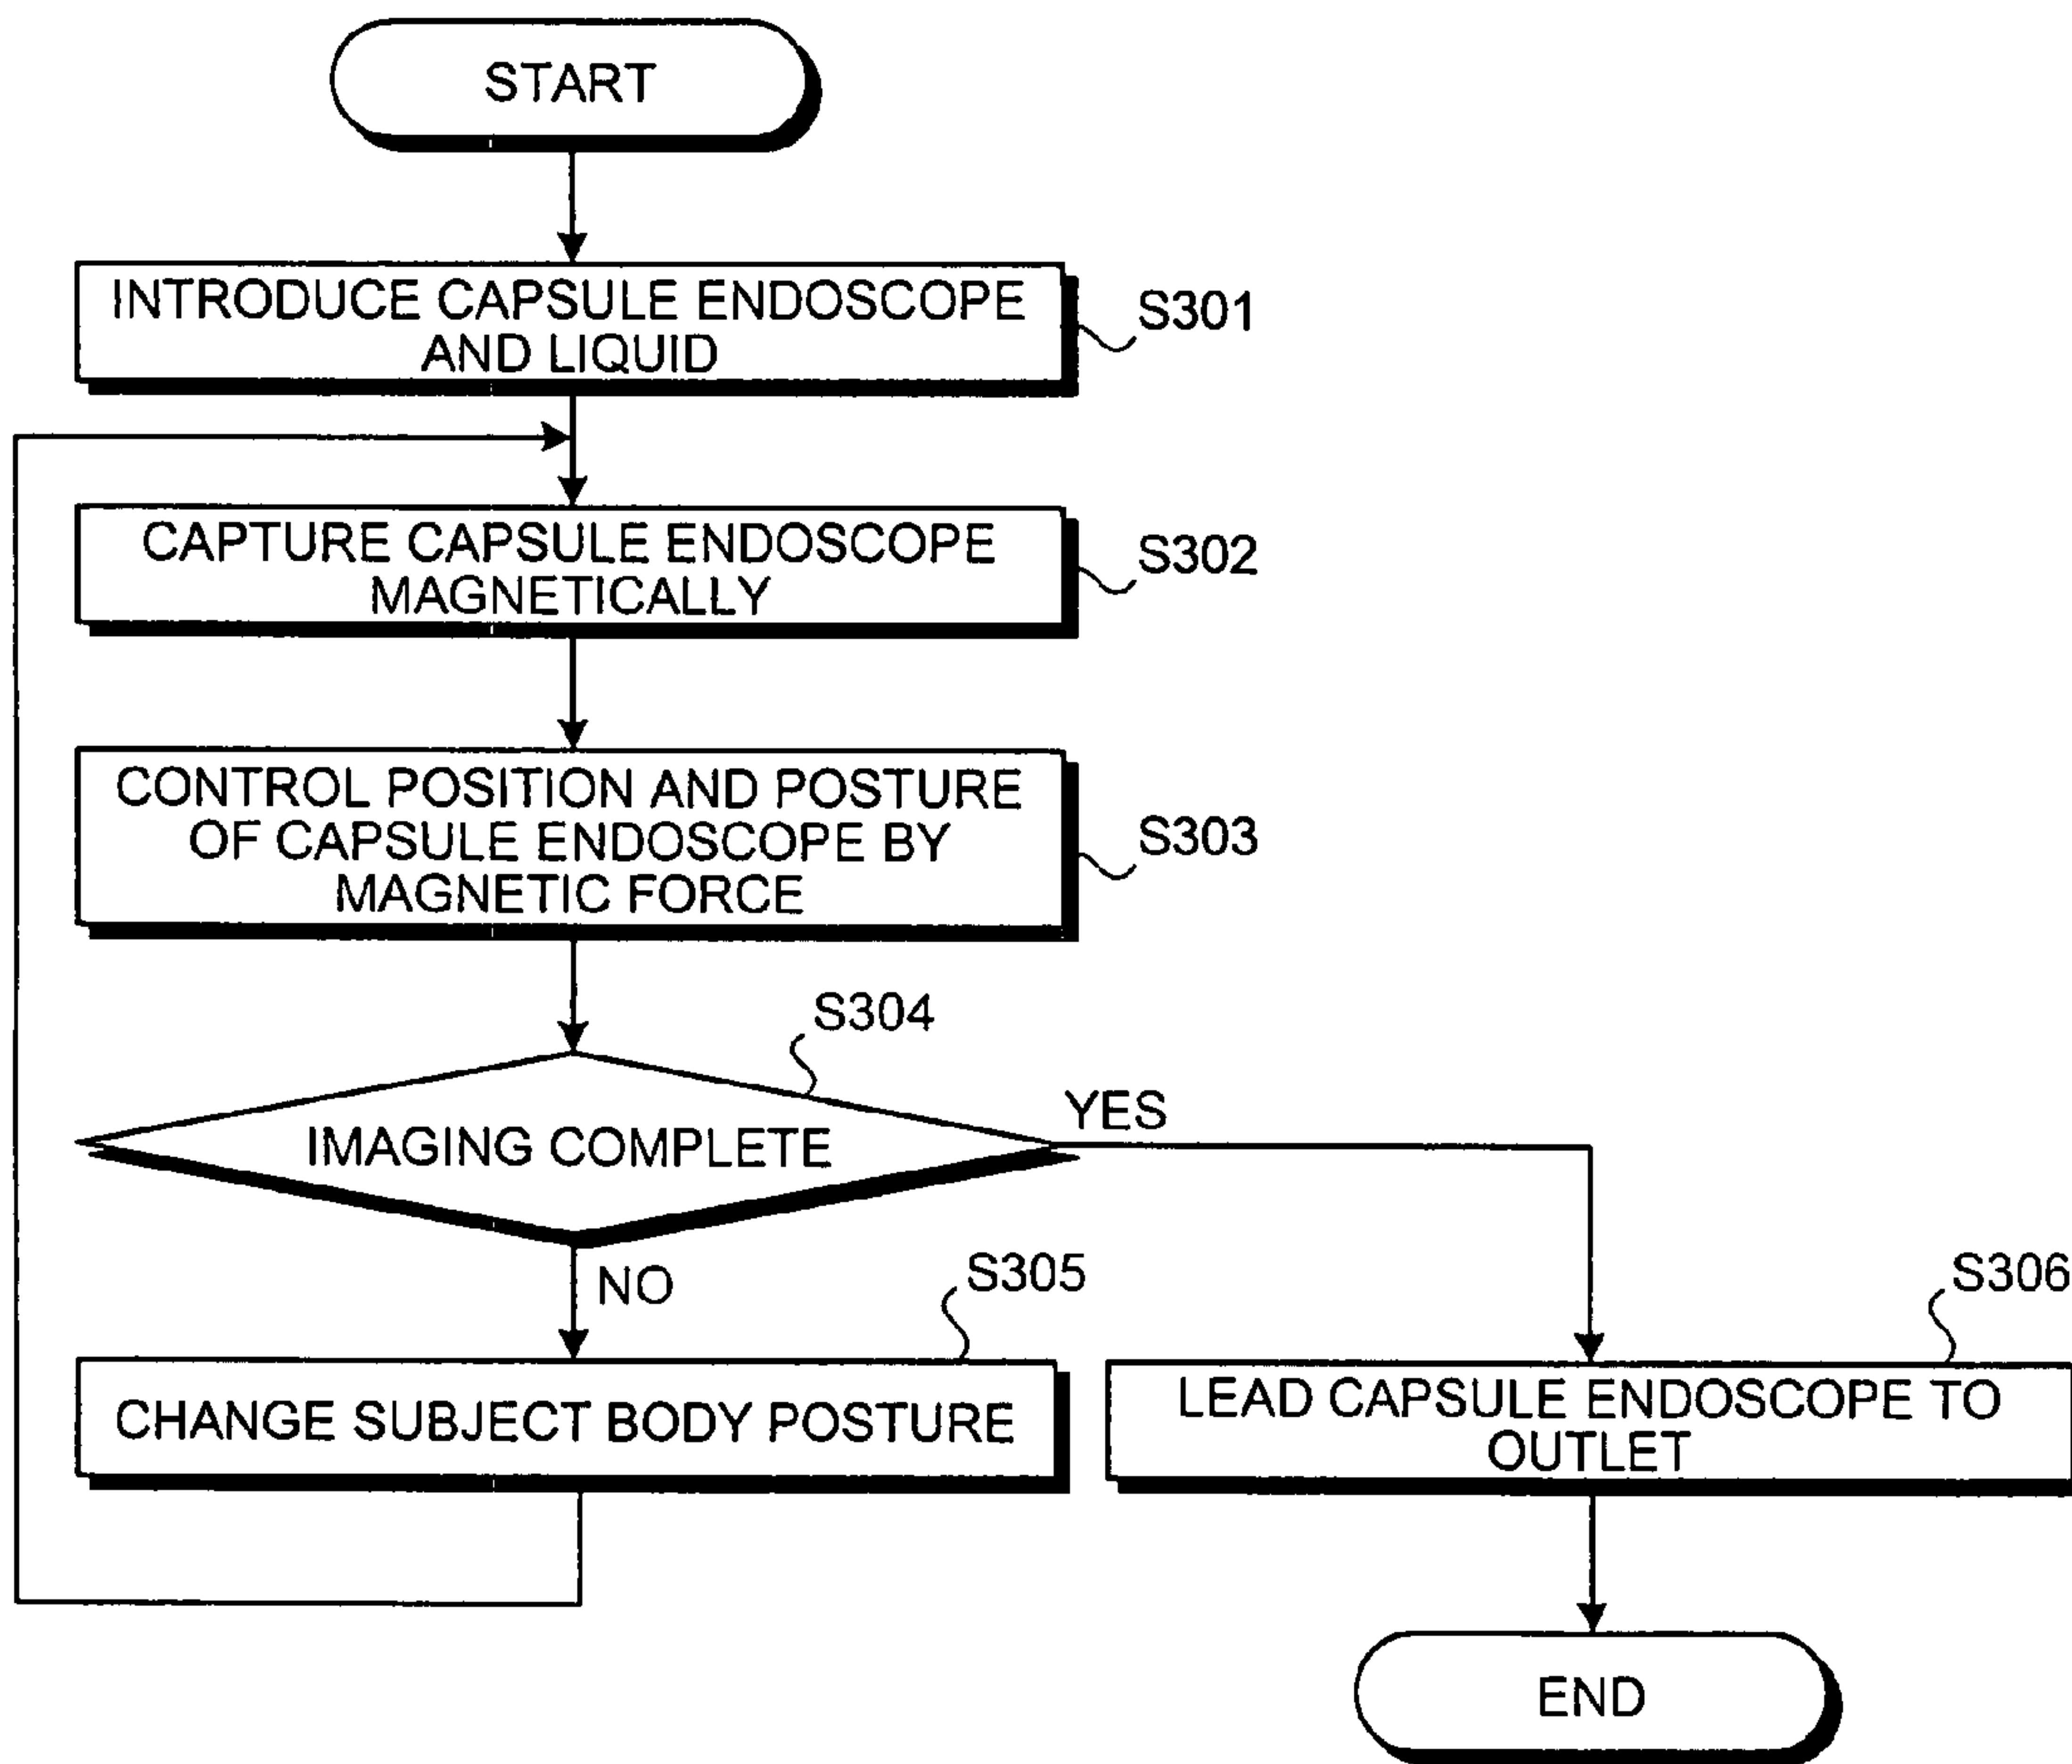 START
INTRODUCE CAPSULE ENDOSCOPE
AND LIQUID
S301
CAPTURE CAPSULE ENDOSCOPE
MAGNETICALLY
S302
CONTROL POSITION AND POSTURE
OF CAPSULE ENDOSCOPE BY
MAGNETIC FORCE
S303
S304
IMAGING COMPLETE
YES
NO
S305
CHANGE SUBJECT BODY POSTURE
S306
LEAD CAPSULE ENDOSCOPE TO
OUTLET
END